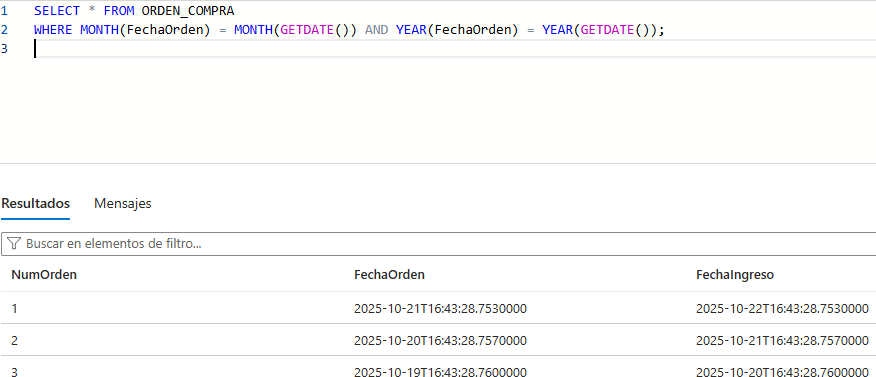 1 SELECT * FROM ORDEN_COMPRA
2 WHERE MONTH(FechaOrden) = MONTH(GETDATE()) AND YEAR(FechaOrden) = YEAR(GETDATE());
3
Resultados Mensajes
Buscar en elementos de filtro...
NumOrden FechaOrden FechaIngreso
1 2025-10-21T16:43:28.7530000 2025-10-22T16:43:28.7530000
2 2025-10-20T16:43:28.7570000 2025-10-21T16:43:28.7570000
3 2025-10-19T16:43:28.7600000 2025-10-20T16:43:28.7600000